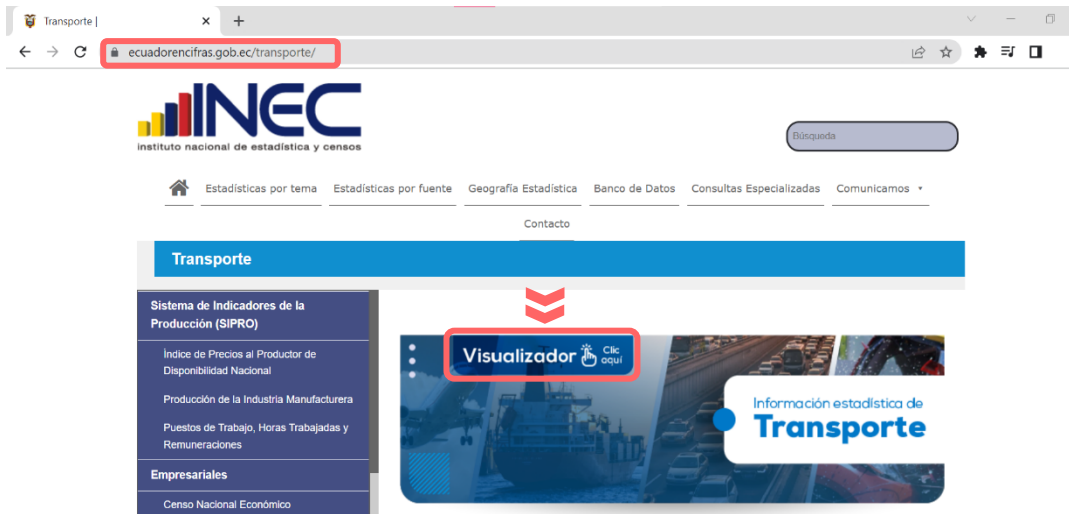 Transporte |
ecuadorencifras.gob.ec/transporte/
INEC
instituto nacional de estadística y censos
Búsqueda
Estadísticas por tema Estadísticas por fuente Geografía Estadística Banco de Datos Consultas Especializadas Comunicamos
Contacto
Transporte
Sistema de Indicadores de la
Producción (SIPRO)
Índice de Precios al Productor de
Disponibilidad Nacional
Producción de la Industria Manufacturera
Puestos de Trabajo, Horas Trabajadas y
Remuneraciones
Empresariales
Censo Nacional Económico
Visualizador Clic
aquí
Información estadística de
Transporte